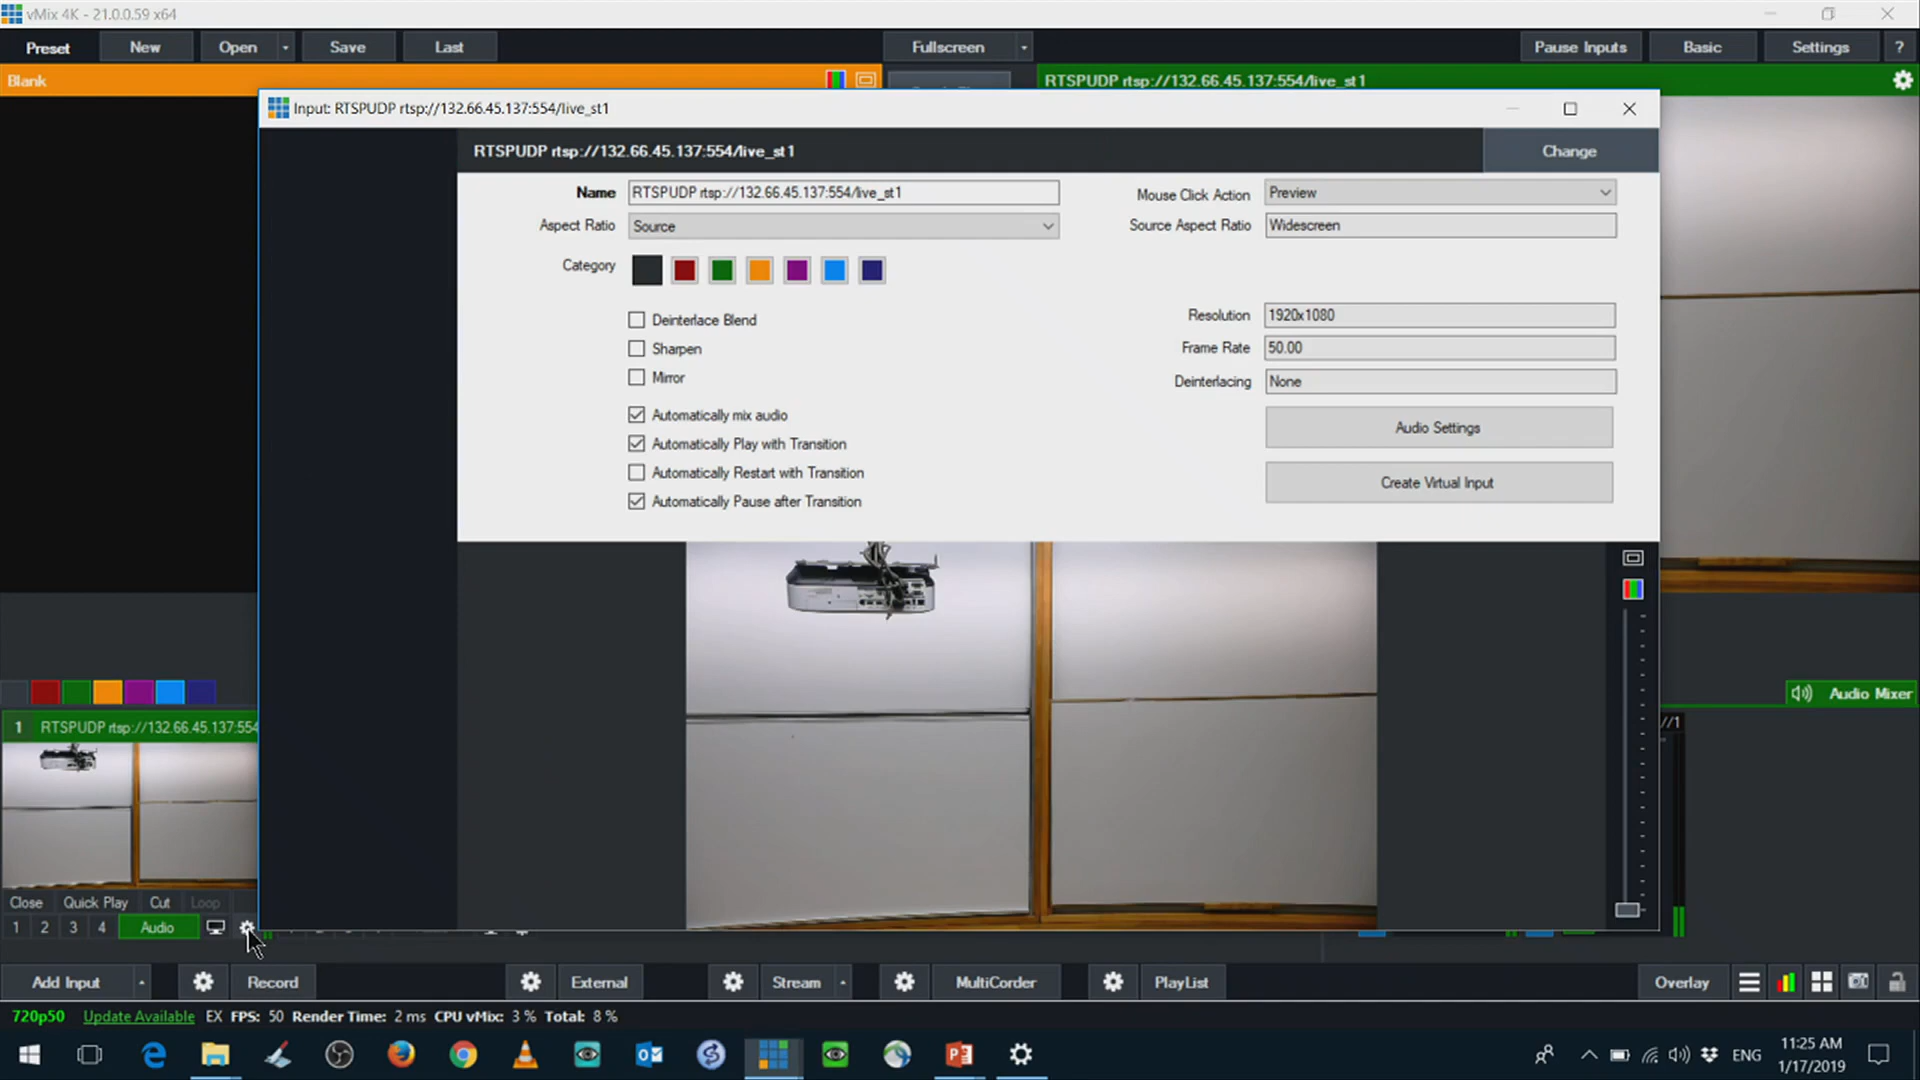 vMix 4K - 21.0.0.59 x64
Preset New Open Save Last Fullscreen Pause Inputs Basic Settings ?
Blank
RTSPUDP rtsp://132.66.45.137:554/live_st1
Input: RTSPUDP rtsp://132.66.45.137:554/live_st1
RTSPUDP rtsp://132.66.45.137:554/live_st1 Change
Name RTSPUDP rtsp://132.66.45.137:554/live_st1 Mouse Click Action Preview
Aspect Ratio Source Source Aspect Ratio Widescreen
Category
Deinterlace Blend Resolution 1920x1080
Sharpen Frame Rate 50.00
Mirror Deinterlacing None
Automatically mix audio Audio Settings
Automatically Play with Transition
Automatically Restart with Transition Create Virtual Input
Automatically Pause after Transition
Audio Mixer
1 RTSPUDP rtsp://132.66.45.137:554
//1
Close Quick Play Cut Loop
1 2 3 4 Audio
Add Input Record External Stream MultiCorder PlayList Overlay
720p50 Update Available EX FPS: 50 Render Time: 2 ms CPU vMix: 3 % Total: 8 %
ENG 11:25 AM
1/17/2019